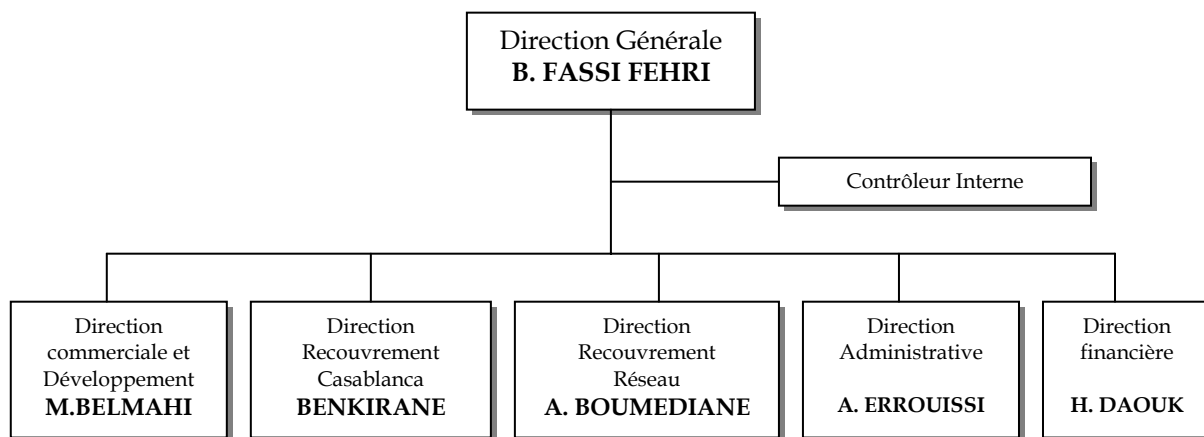 Direction Générale
B. FASSI FEHRI
Contrôleur Interne
Direction
commerciale et
Développement
M.BELMAHI
Direction
Recouvrement
Casablanca
BENKIRANE
Direction
Recouvrement
Réseau
A. BOUMEDIANE
Direction
Administrative
A. ERROUISSI
Direction
financière
H. DAOUK